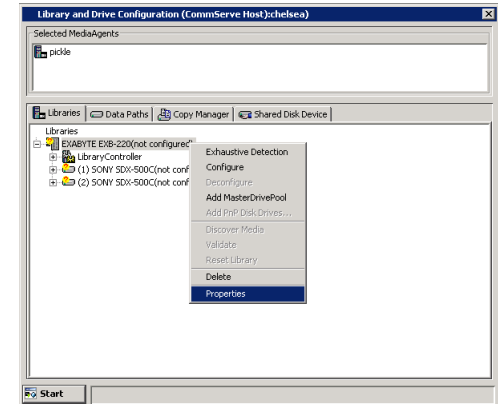 Library and Drive Configuration (CommServe Host):chelsea)
Selected MediaAgents
pickle
Libraries
Data Paths
Copy Manager
Shared Disk Device
Libraries
EXABYTE EXB-220(not configured)
LibraryController
(1) SONY SDX-500C(not conf
(2) SONY SDX-500C(not conf
Exhaustive Detection
Configure
Deconfigure
Add MasterDrivePool
Add PnP Disk Drives...
Discover Media
Validate
Reset Library
Delete
Properties
Start